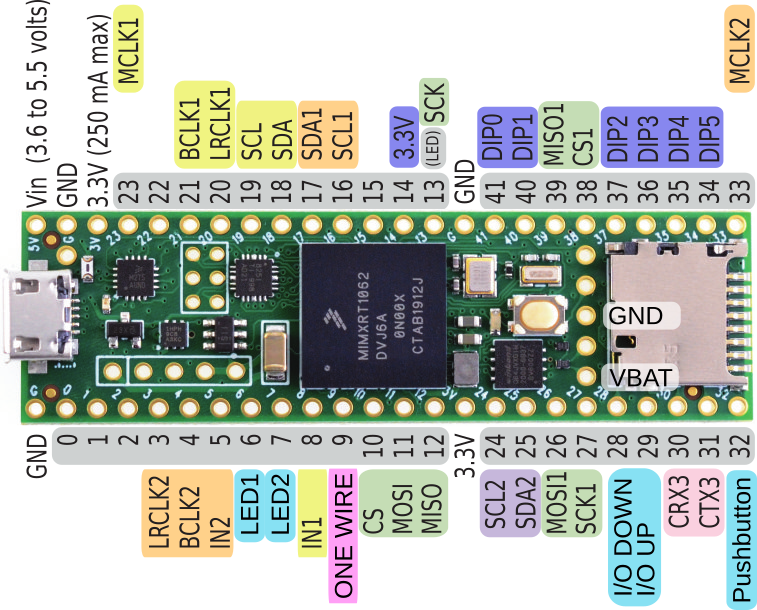 Vin (3.6 to 5.5 volts)
GND
3.3V (250 mA max)
MCLK1
BCLK1
LRCLK1
SCL
SDA
SDA1
SCL1
3.3V
(LED)
SCK
GND
DIP0
DIP1
MISO1
CS1
DIP2
DIP3
DIP4
DIP5
MCLK2
23
22
21
20
19
18
17
16
15
14
13
41
40
39
38
37
36
35
34
33
MIMXRT1062
DVJ6A
0N00X
CTAB1912J
GND
VBAT
GND
0
1
2
3
4
5
6
7
8
9
10
11
12
3.3V
24
25
26
27
28
29
30
31
32
LRCLK2
BCLK2
IN2
LED1
LED2
IN1
ONE WIRE
CS
MOSI
MISO
SCL2
SDA2
MOSI1
SCK1
I/O DOWN
I/O UP
CRX3
CTX3
Pushbutton